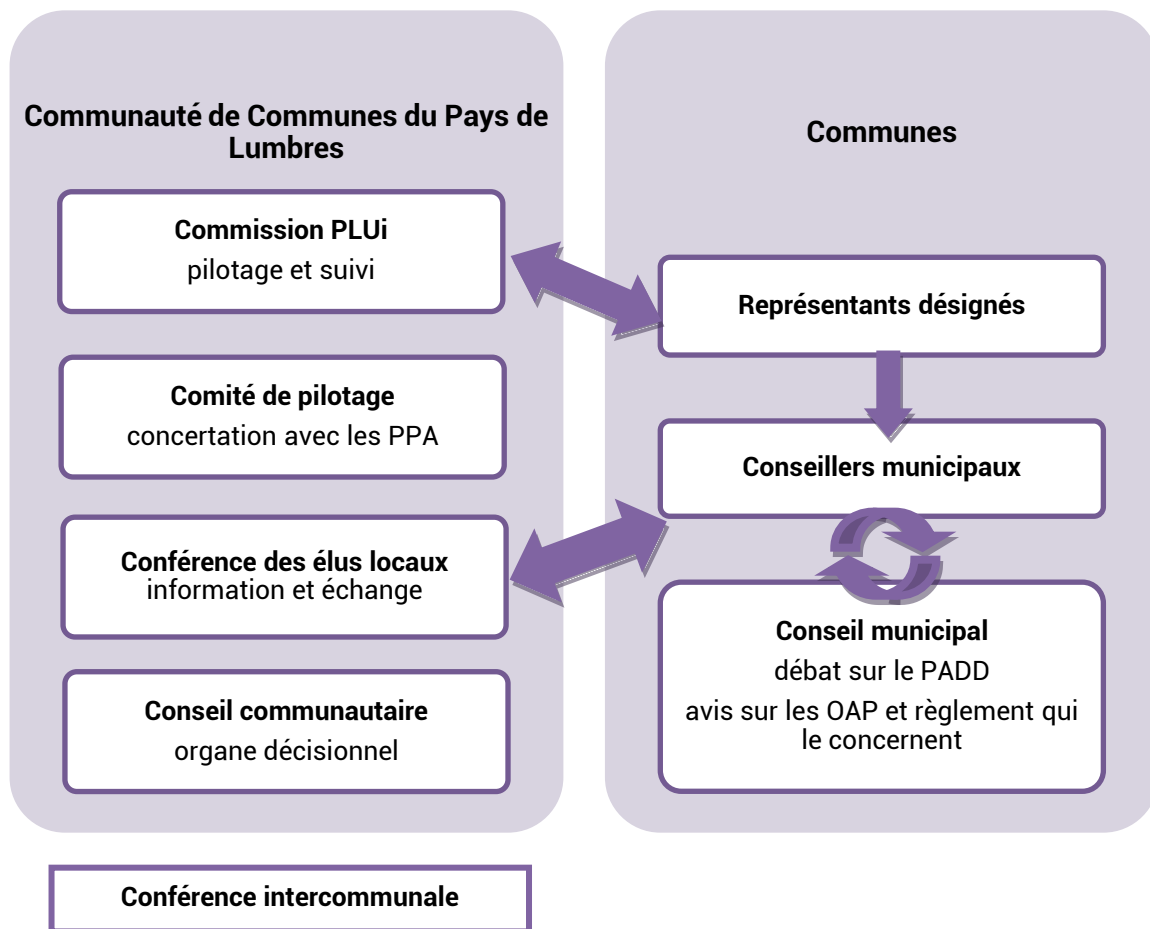 Communauté de Communes du Pays de
Lumbres
Commission PLUi
pilotage et suivi
Comité de pilotage
concertation avec les PPA
Conférence des élus locaux
information et échange
Conseil communautaire
organe décisionnel
Communes
Représentants désignés
Conseillers municipaux
Conseil municipal
débat sur le PADD
avis sur les OAP et règlement qui
le concernent
Conférence intercommunale